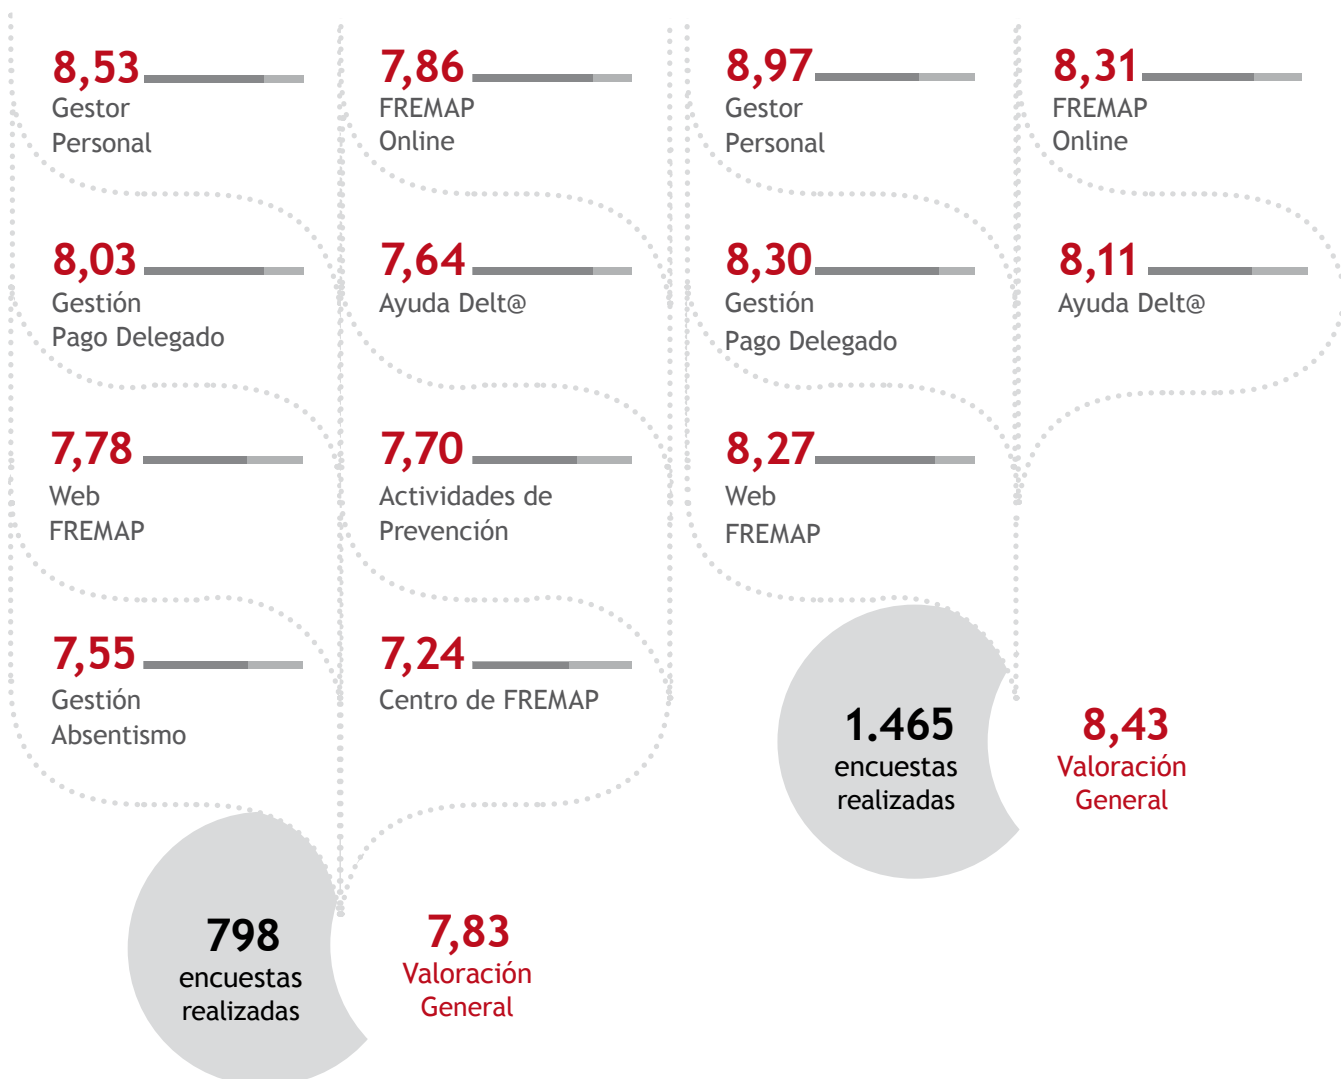 8,53
Gestor
Personal
7,86
FREMAP
Online
8,03
Gestión
Pago Delegado
7,64
Ayuda Delt@
7,78
Web
FREMAP
7,70
Actividades de
Prevención
7,55
Gestión
Absentismo
7,24
Centro de FREMAP
798
encuestas
realizadas
7,83
Valoración
General
8,97
Gestor
Personal
8,31
FREMAP
Online
8,30
Gestión
Pago Delegado
8,11
Ayuda Delt@
8,27
Web
FREMAP
1.465
encuestas
realizadas
8,43
Valoración
General